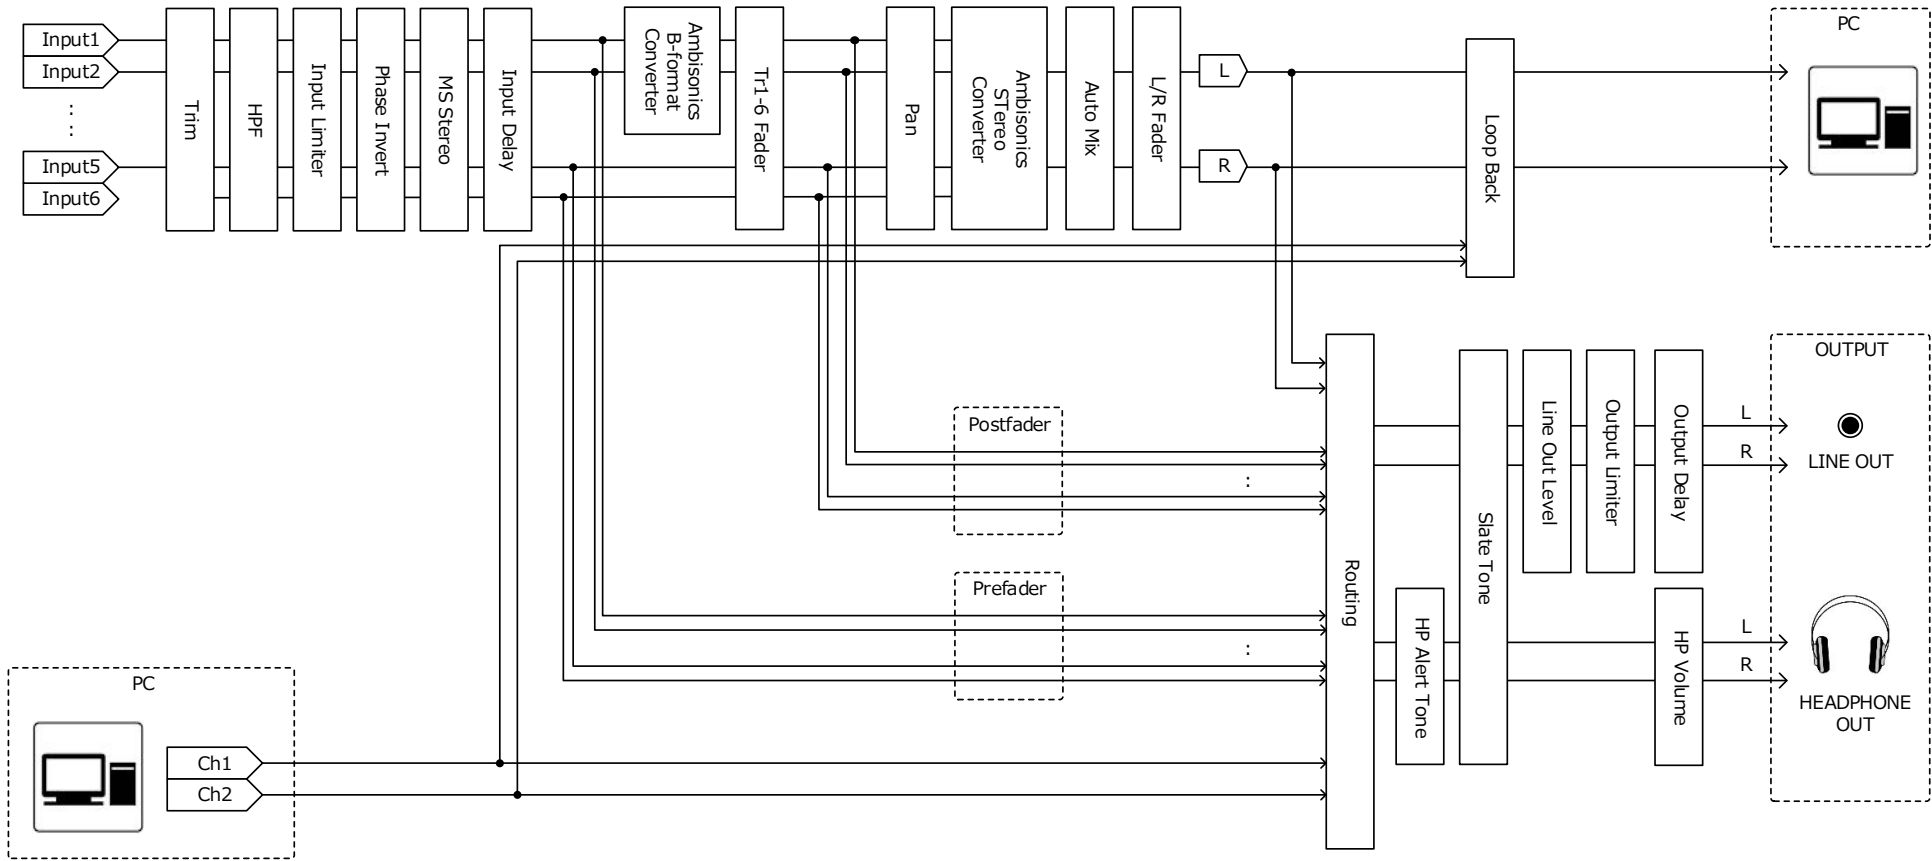 Input1
Input2
:
:
Input5
Input6
Trim
HPF
Input Limiter
Phase Invert
MS Stereo
Input Delay
Ambisonics
B-format
Converter
Tr1-6 Fader
Pan
Ambisonics
STereo
Converter
Auto Mix
L/R Fader
L
R
Loop Back
PC
Postfader
:
Prefader
:
Routing
HP Alert Tone
Slate Tone
Line Out Level
Output Limiter
Output Delay
HP Volume
L
R
L
R
OUTPUT
LINE OUT
HEADPHONE
OUT
PC
Ch1
Ch2